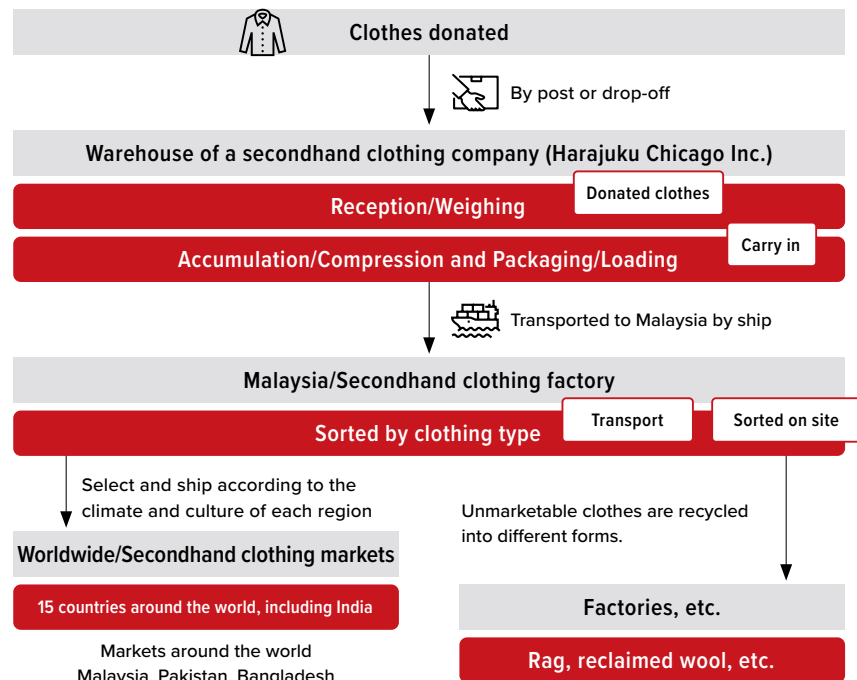 Clothes donated
By post or drop-off
Warehouse of a secondhand clothing company (Harajuku Chicago Inc.)
Reception/Weighing
Donated clothes
Accumulation/Compression and Packaging/Loading
Carry in
Transported to Malaysia by ship
Malaysia/Secondhand clothing factory
Sorted by clothing type
Transport
Sorted on site
Select and ship according to the
climate and culture of each region
Unmarketable clothes are recycled
into different forms.
Worldwide/Secondhand clothing markets
15 countries around the world, including India
Factories, etc.
Rag, reclaimed wool, etc.
Markets around the world
Malaysia, Pakistan, Bangladesh